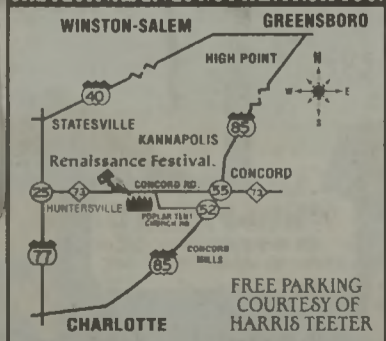 WINSTON-SALEM
GREENSBORO
HIGH POINT
N
W
E
S
40
STATESVILLE
KANNAPOLIS
85
Renaissance Festival.
CONCORD
25
73
CONCORD RD.
55
73
HUNTERSVILLE
52
POPLAR TENT
CHURCH RD
77
85
CONCORD
MILLS
CHARLOTTE
FREE PARKING
COURTESY OF
HARRIS TEETER